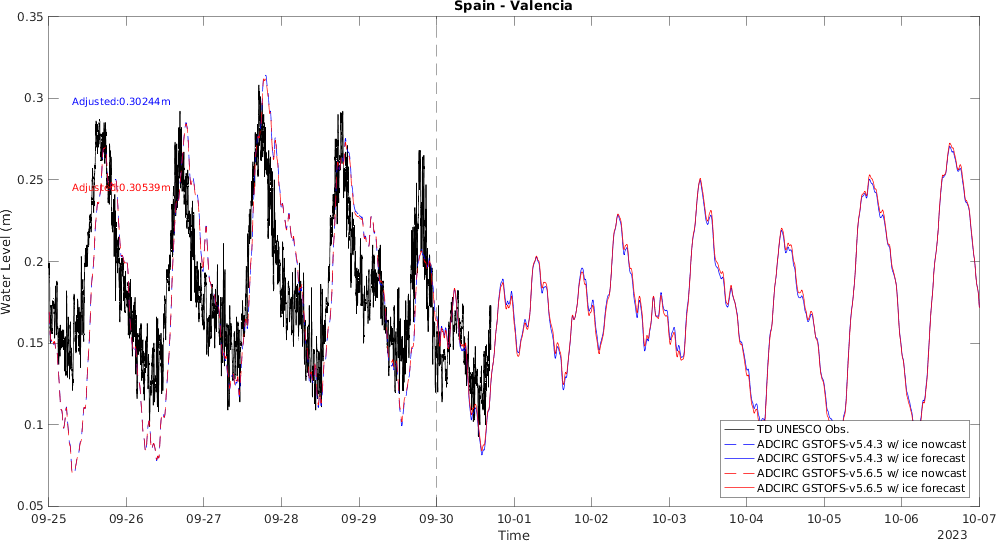 Spain - Valencia
0.35
0.3
0.25
0.2
0.15
0.1
0.05
Water Level (m)
Adjusted:0.30244m
Adjusted:0.30539m
TD UNESCO Obs.
ADCIRC GSTOFS-v5.4.3 w/ ice nowcast
ADCIRC GSTOFS-v5.4.3 w/ ice forecast
ADCIRC GSTOFS-v5.6.5 w/ ice nowcast
ADCIRC GSTOFS-v5.6.5 w/ ice forecast
09-25 09-26 09-27 09-28 09-29 09-30 10-01 10-02 10-03 10-04 10-05 10-06 10-07
Time
2023